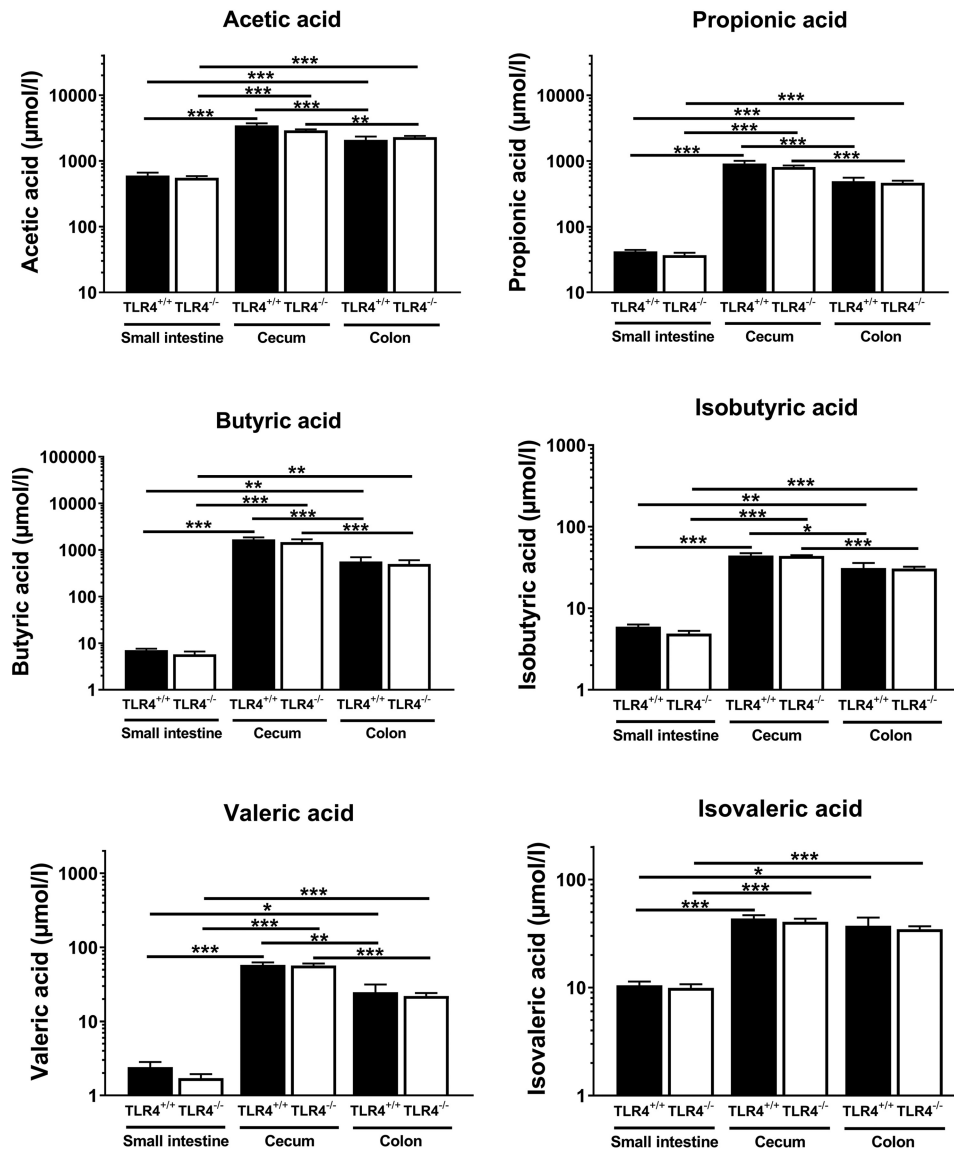 Acetic acid
Acetic acid (µmol/l)
10000
1000
100
10
***
***
***
***
***
**
TLR4+/+ TLR4-/- TLR4+/+ TLR4-/- TLR4+/+ TLR4-/-
Small intestine Cecum Colon
Propionic acid
Propionic acid (µmol/l)
10000
1000
100
10
***
***
***
***
***
***
TLR4+/+ TLR4-/- TLR4+/+ TLR4-/- TLR4+/+ TLR4-/-
Small intestine Cecum Colon
Butyric acid
Butyric acid (µmol/l)
100000
10000
1000
100
10
1
**
**
***
***
***
***
TLR4+/+ TLR4-/- TLR4+/+ TLR4-/- TLR4+/+ TLR4-/-
Small intestine Cecum Colon
Isobutyric acid
Isobutyric acid (µmol/l)
1000
100
10
1
***
**
***
*
***
***
TLR4+/+ TLR4-/- TLR4+/+ TLR4-/- TLR4+/+ TLR4-/-
Small intestine Cecum Colon
Valeric acid
Valeric acid (µmol/l)
1000
100
10
1
***
*
***
**
***
***
TLR4+/+ TLR4-/- TLR4+/+ TLR4-/- TLR4+/+ TLR4-/-
Small intestine Cecum Colon
Isovaleric acid
Isovaleric acid (µmol/l)
100
10
1
***
*
***
***
TLR4+/+ TLR4-/- TLR4+/+ TLR4-/- TLR4+/+ TLR4-/-
Small intestine Cecum Colon